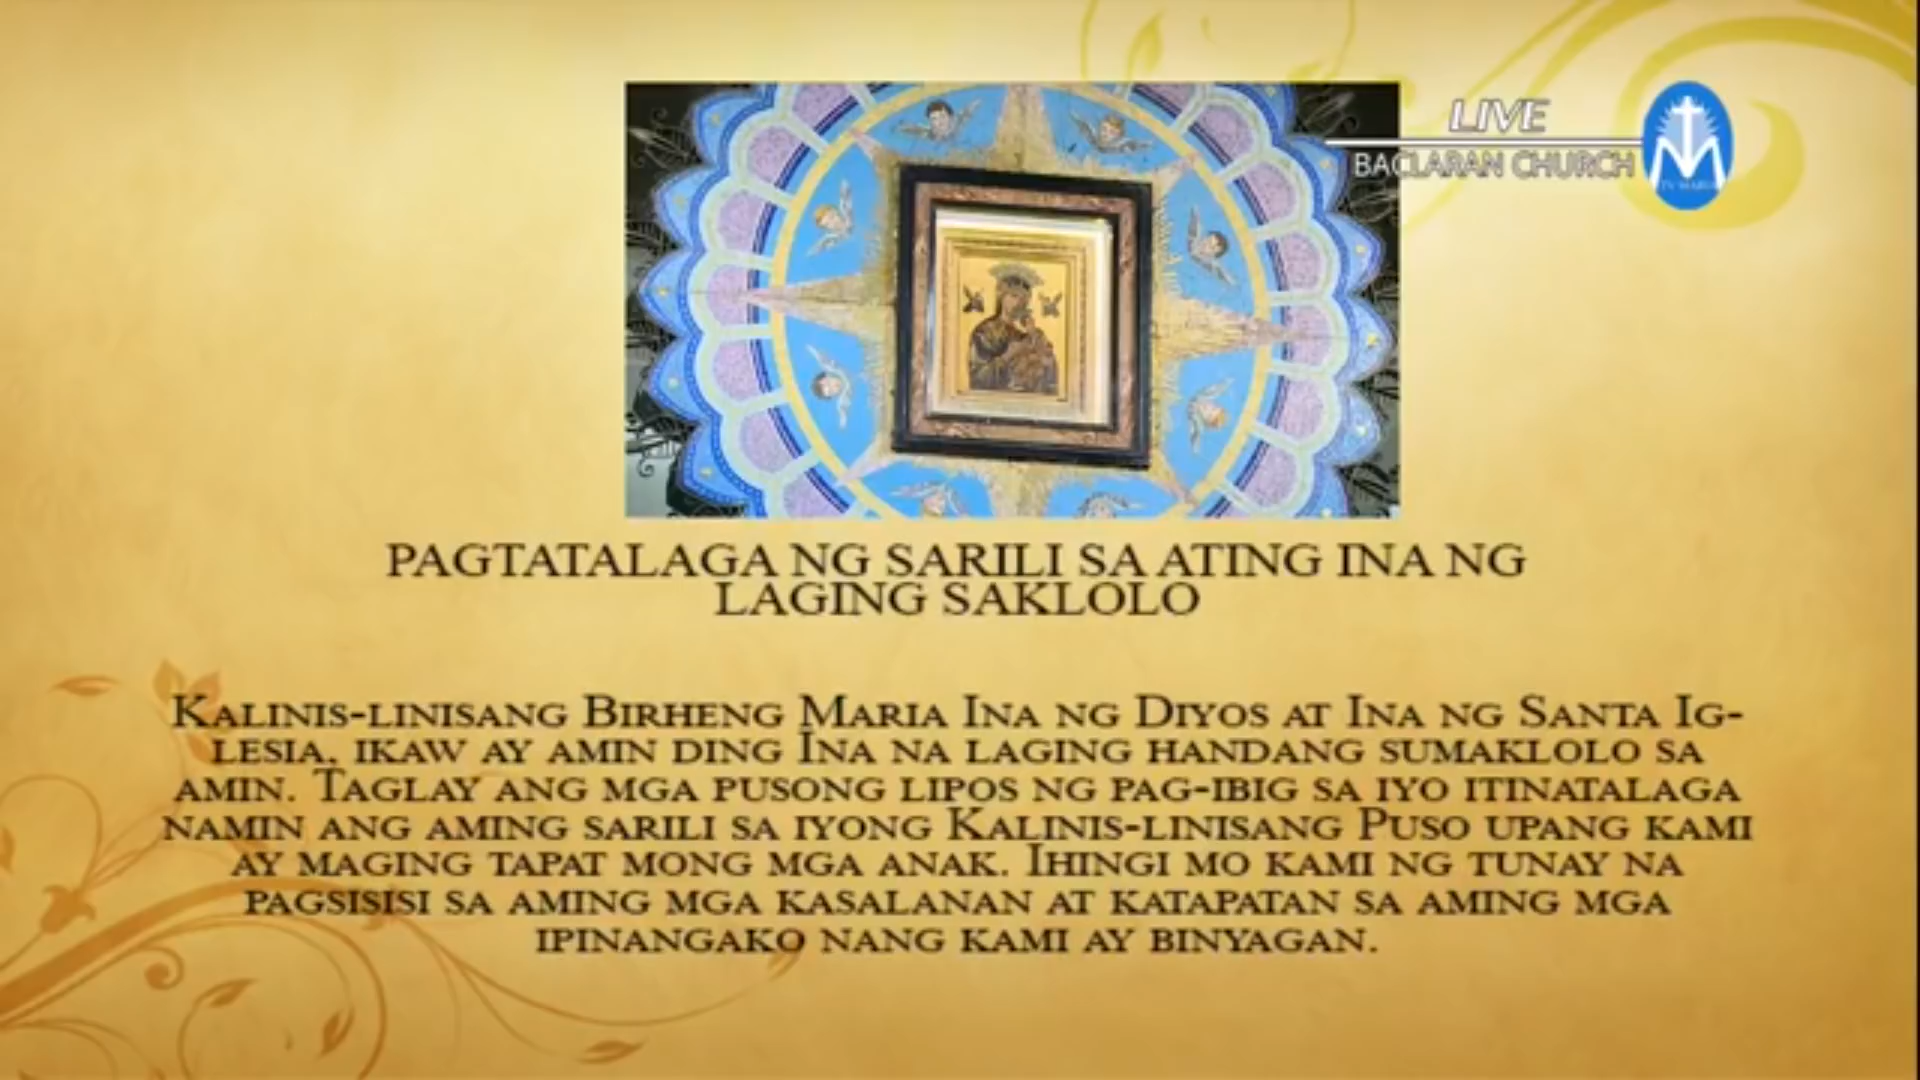 LIVE
BACLARAN CHURCH
TV MARIA
PAGTATALAGA NG SARILI SA ATING INA NG
LAGING SAKLOLO
KALINIS-LINISANG BIRHENG MARIA INA NG DIYOS AT INA NG SANTA IG-
LESIA, IKAW AY AMIN DING INA NA LAGING HANDANG SUMAKLOLO SA
AMIN. TAGLAY ANG MGA PUSONG LIPOS NG PAG-IBIG SA IYO ITINATALAGA
NAMIN ANG AMING SARILI SA IYONG KALINIS-LINISANG PUSO UPANG KAMI
AY MAGING TAPAT MONG MGA ANAK. IHINGI MO KAMI NG TUNAY NA
PAGSISISI SA AMING MGA KASALANAN AT KATAPATAN SA AMING MGA
IPINANGAKO NANG KAMI AY BINYAGAN.